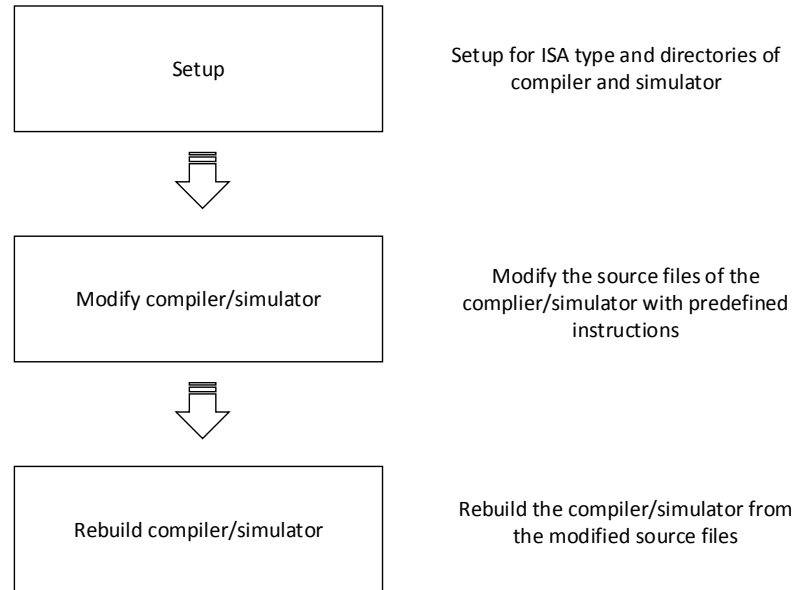 Setup
Setup for ISA type and directories of
compiler and simulator
Modify compiler/simulator
Modify the source files of the
complier/simulator with predefined
instructions
Rebuild compiler/simulator
Rebuild the compiler/simulator from
the modified source files